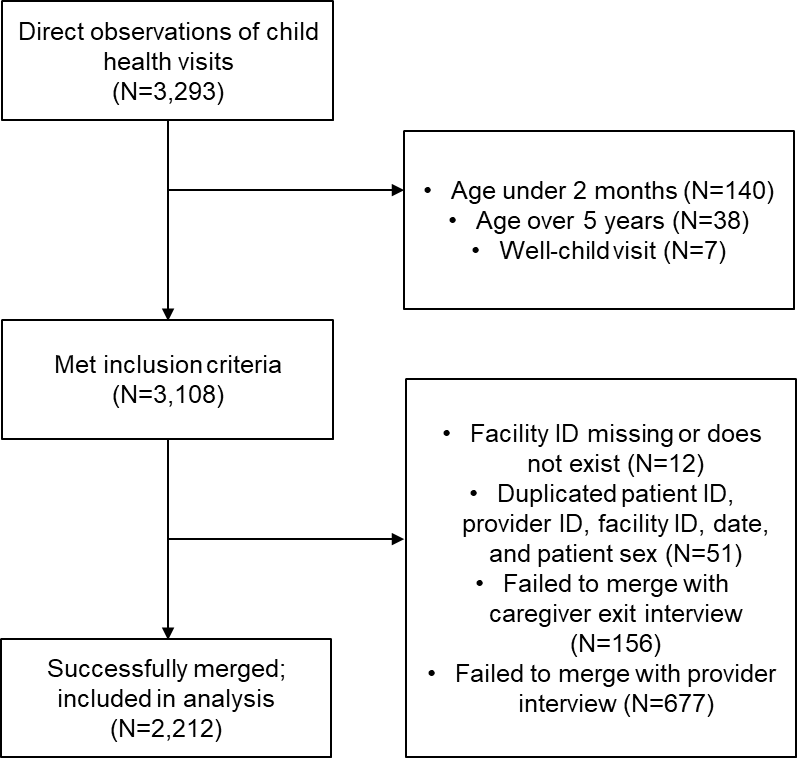 Direct observations of child
health visits
(N=3,293)
• Age under 2 months (N=140)
• Age over 5 years (N=38)
• Well-child visit (N=7)
Met inclusion criteria
(N=3,108)
• Facility ID missing or does
not exist (N=12)
• Duplicated patient ID,
provider ID, facility ID, date,
and patient sex (N=51)
• Failed to merge with
caregiver exit interview
(N=156)
• Failed to merge with provider
interview (N=677)
Successfully merged;
included in analysis
(N=2,212)